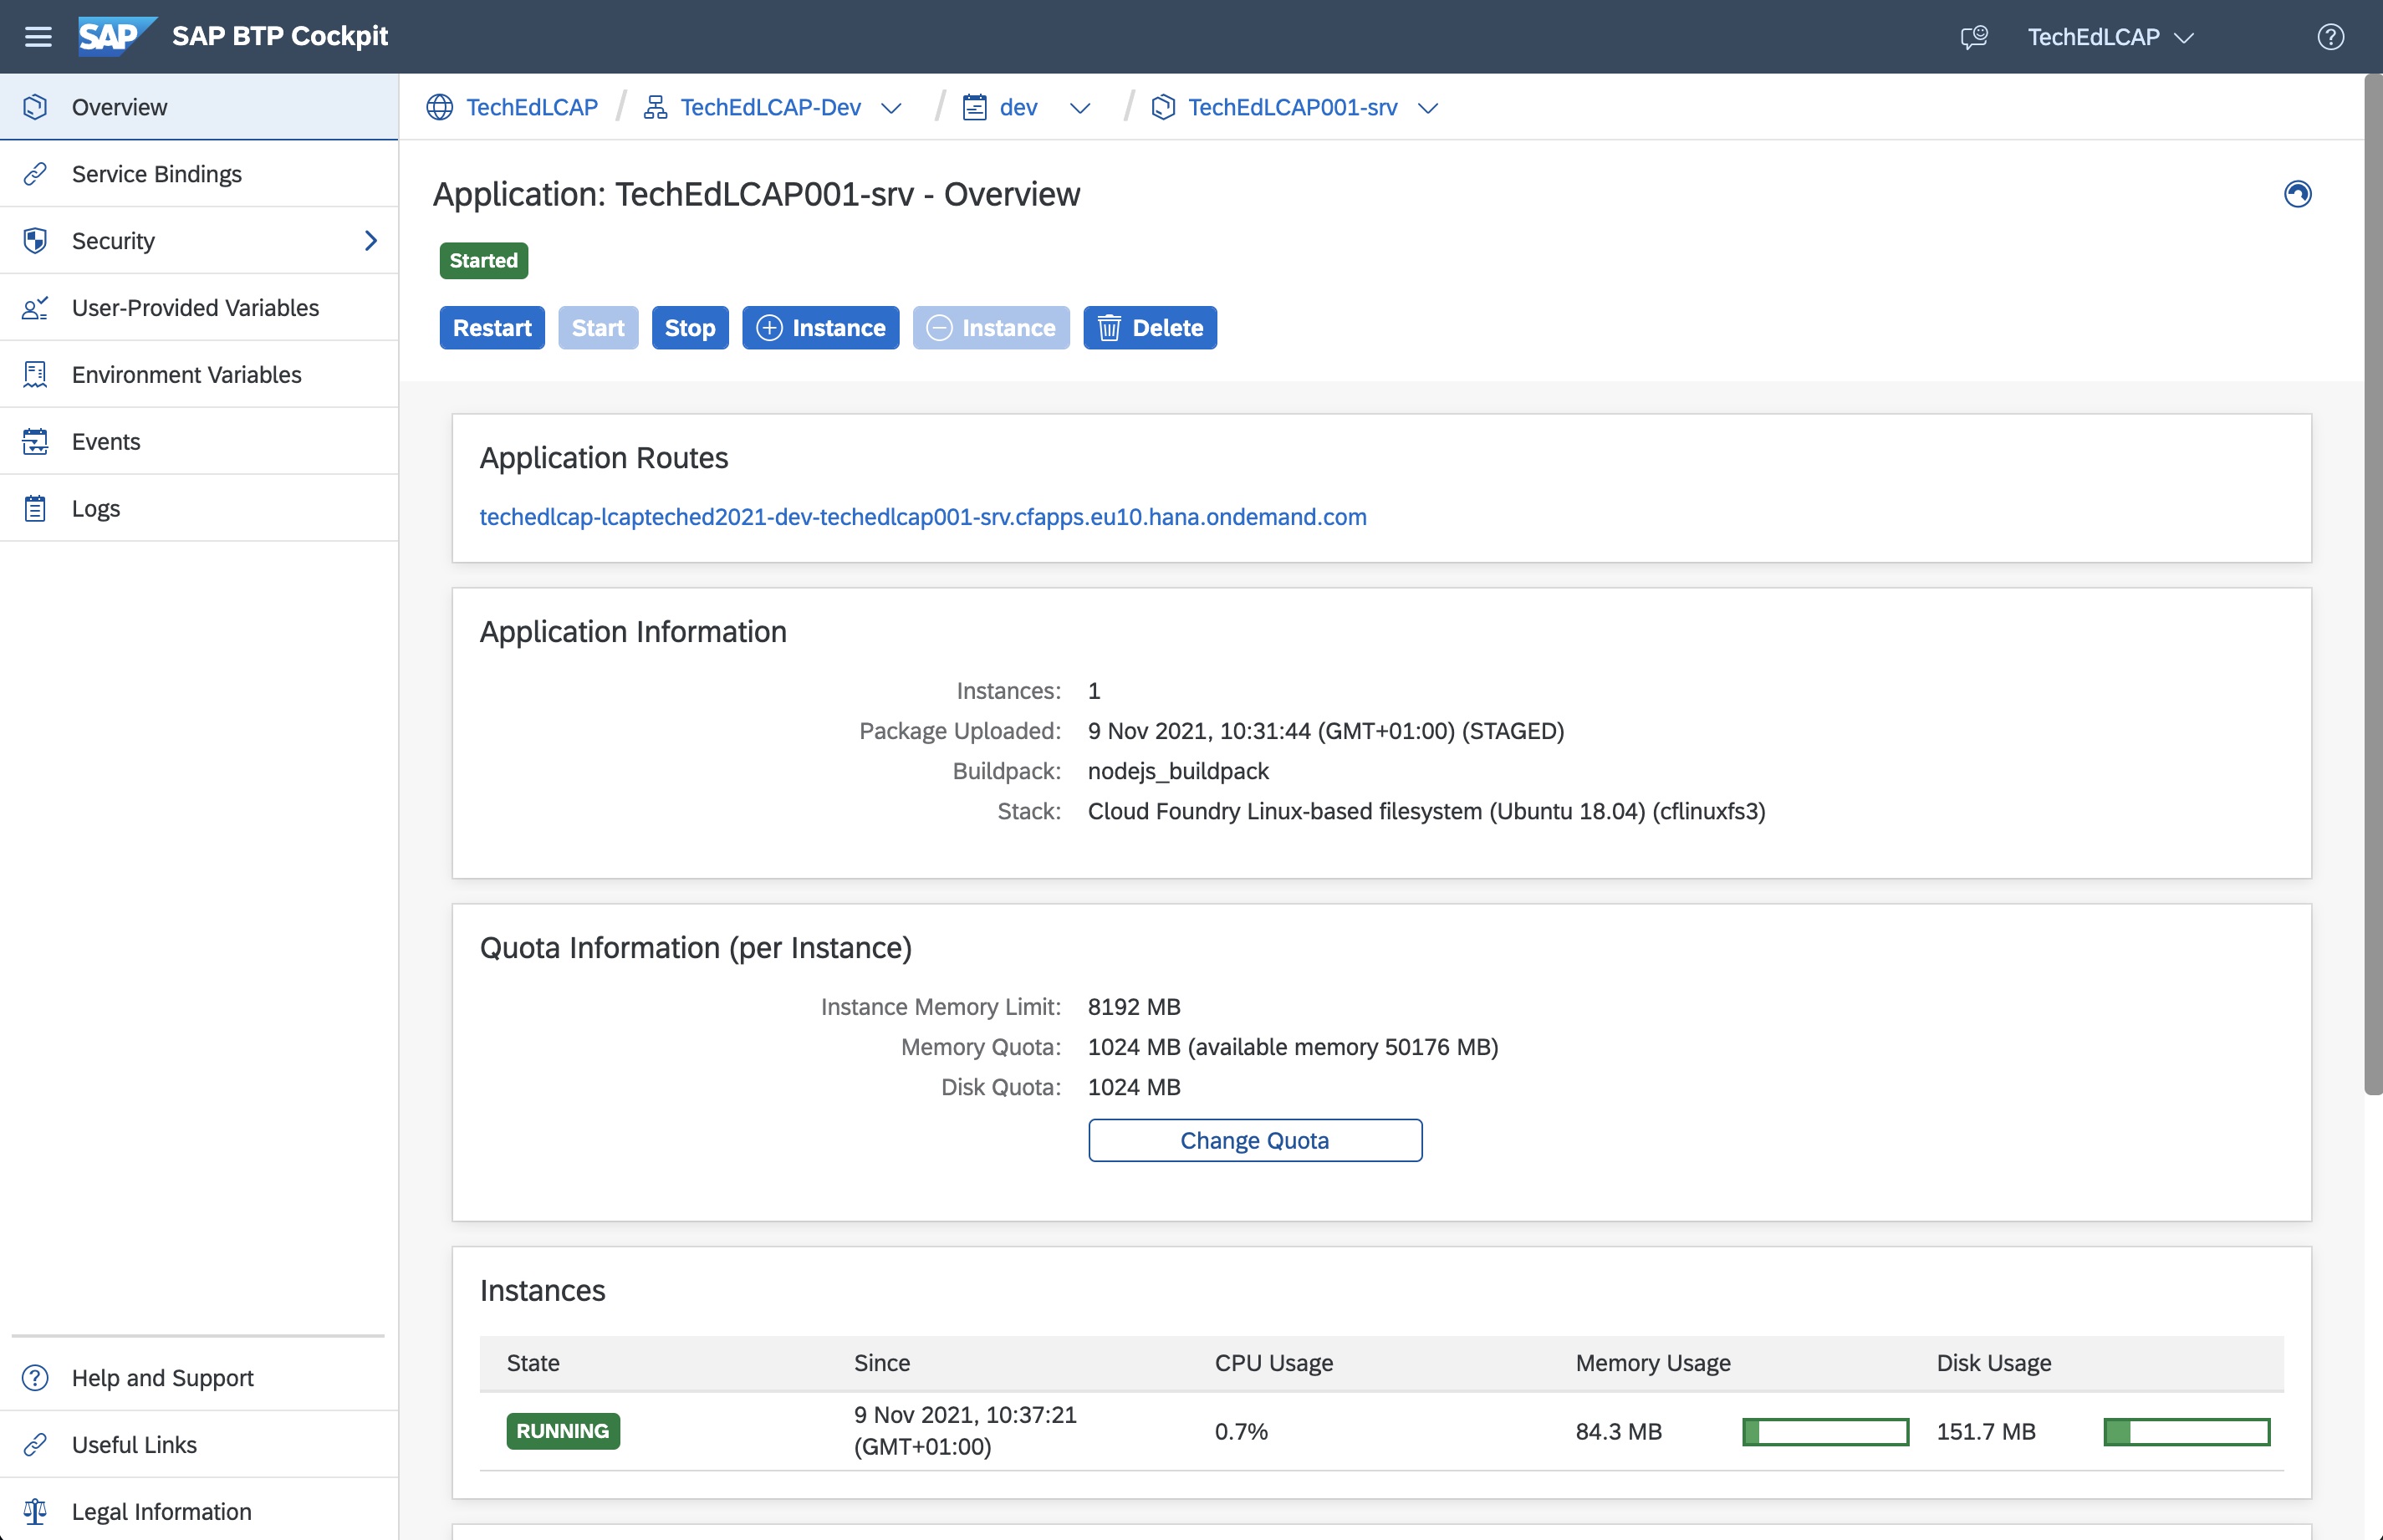 SAP SAP BTP Cockpit
TechEdLCAP
Overview
Service Bindings
Security
User-Provided Variables
Environment Variables
Events
Logs
Help and Support
Useful Links
Legal Information
TechEdLCAP / TechEdLCAP-Dev / dev / TechEdLCAP001-srv
Application: TechEdLCAP001-srv - Overview
Started
Restart Start Stop Instance Instance Delete
Application Routes
techedlcap-lcapteched2021-dev-techedlcap001-srv.cfapps.eu10.hana.ondemand.com
Application Information
Instances: 1
Package Uploaded: 9 Nov 2021, 10:31:44 (GMT+01:00) (STAGED)
Buildpack: nodejs_buildpack
Stack: Cloud Foundry Linux-based filesystem (Ubuntu 18.04) (cflinuxfs3)
Quota Information (per Instance)
Instance Memory Limit: 8192 MB
Memory Quota: 1024 MB (available memory 50176 MB)
Disk Quota: 1024 MB
Change Quota
Instances
State Since CPU Usage Memory Usage Disk Usage
RUNNING 9 Nov 2021, 10:37:21 (GMT+01:00) 0.7% 84.3 MB 151.7 MB